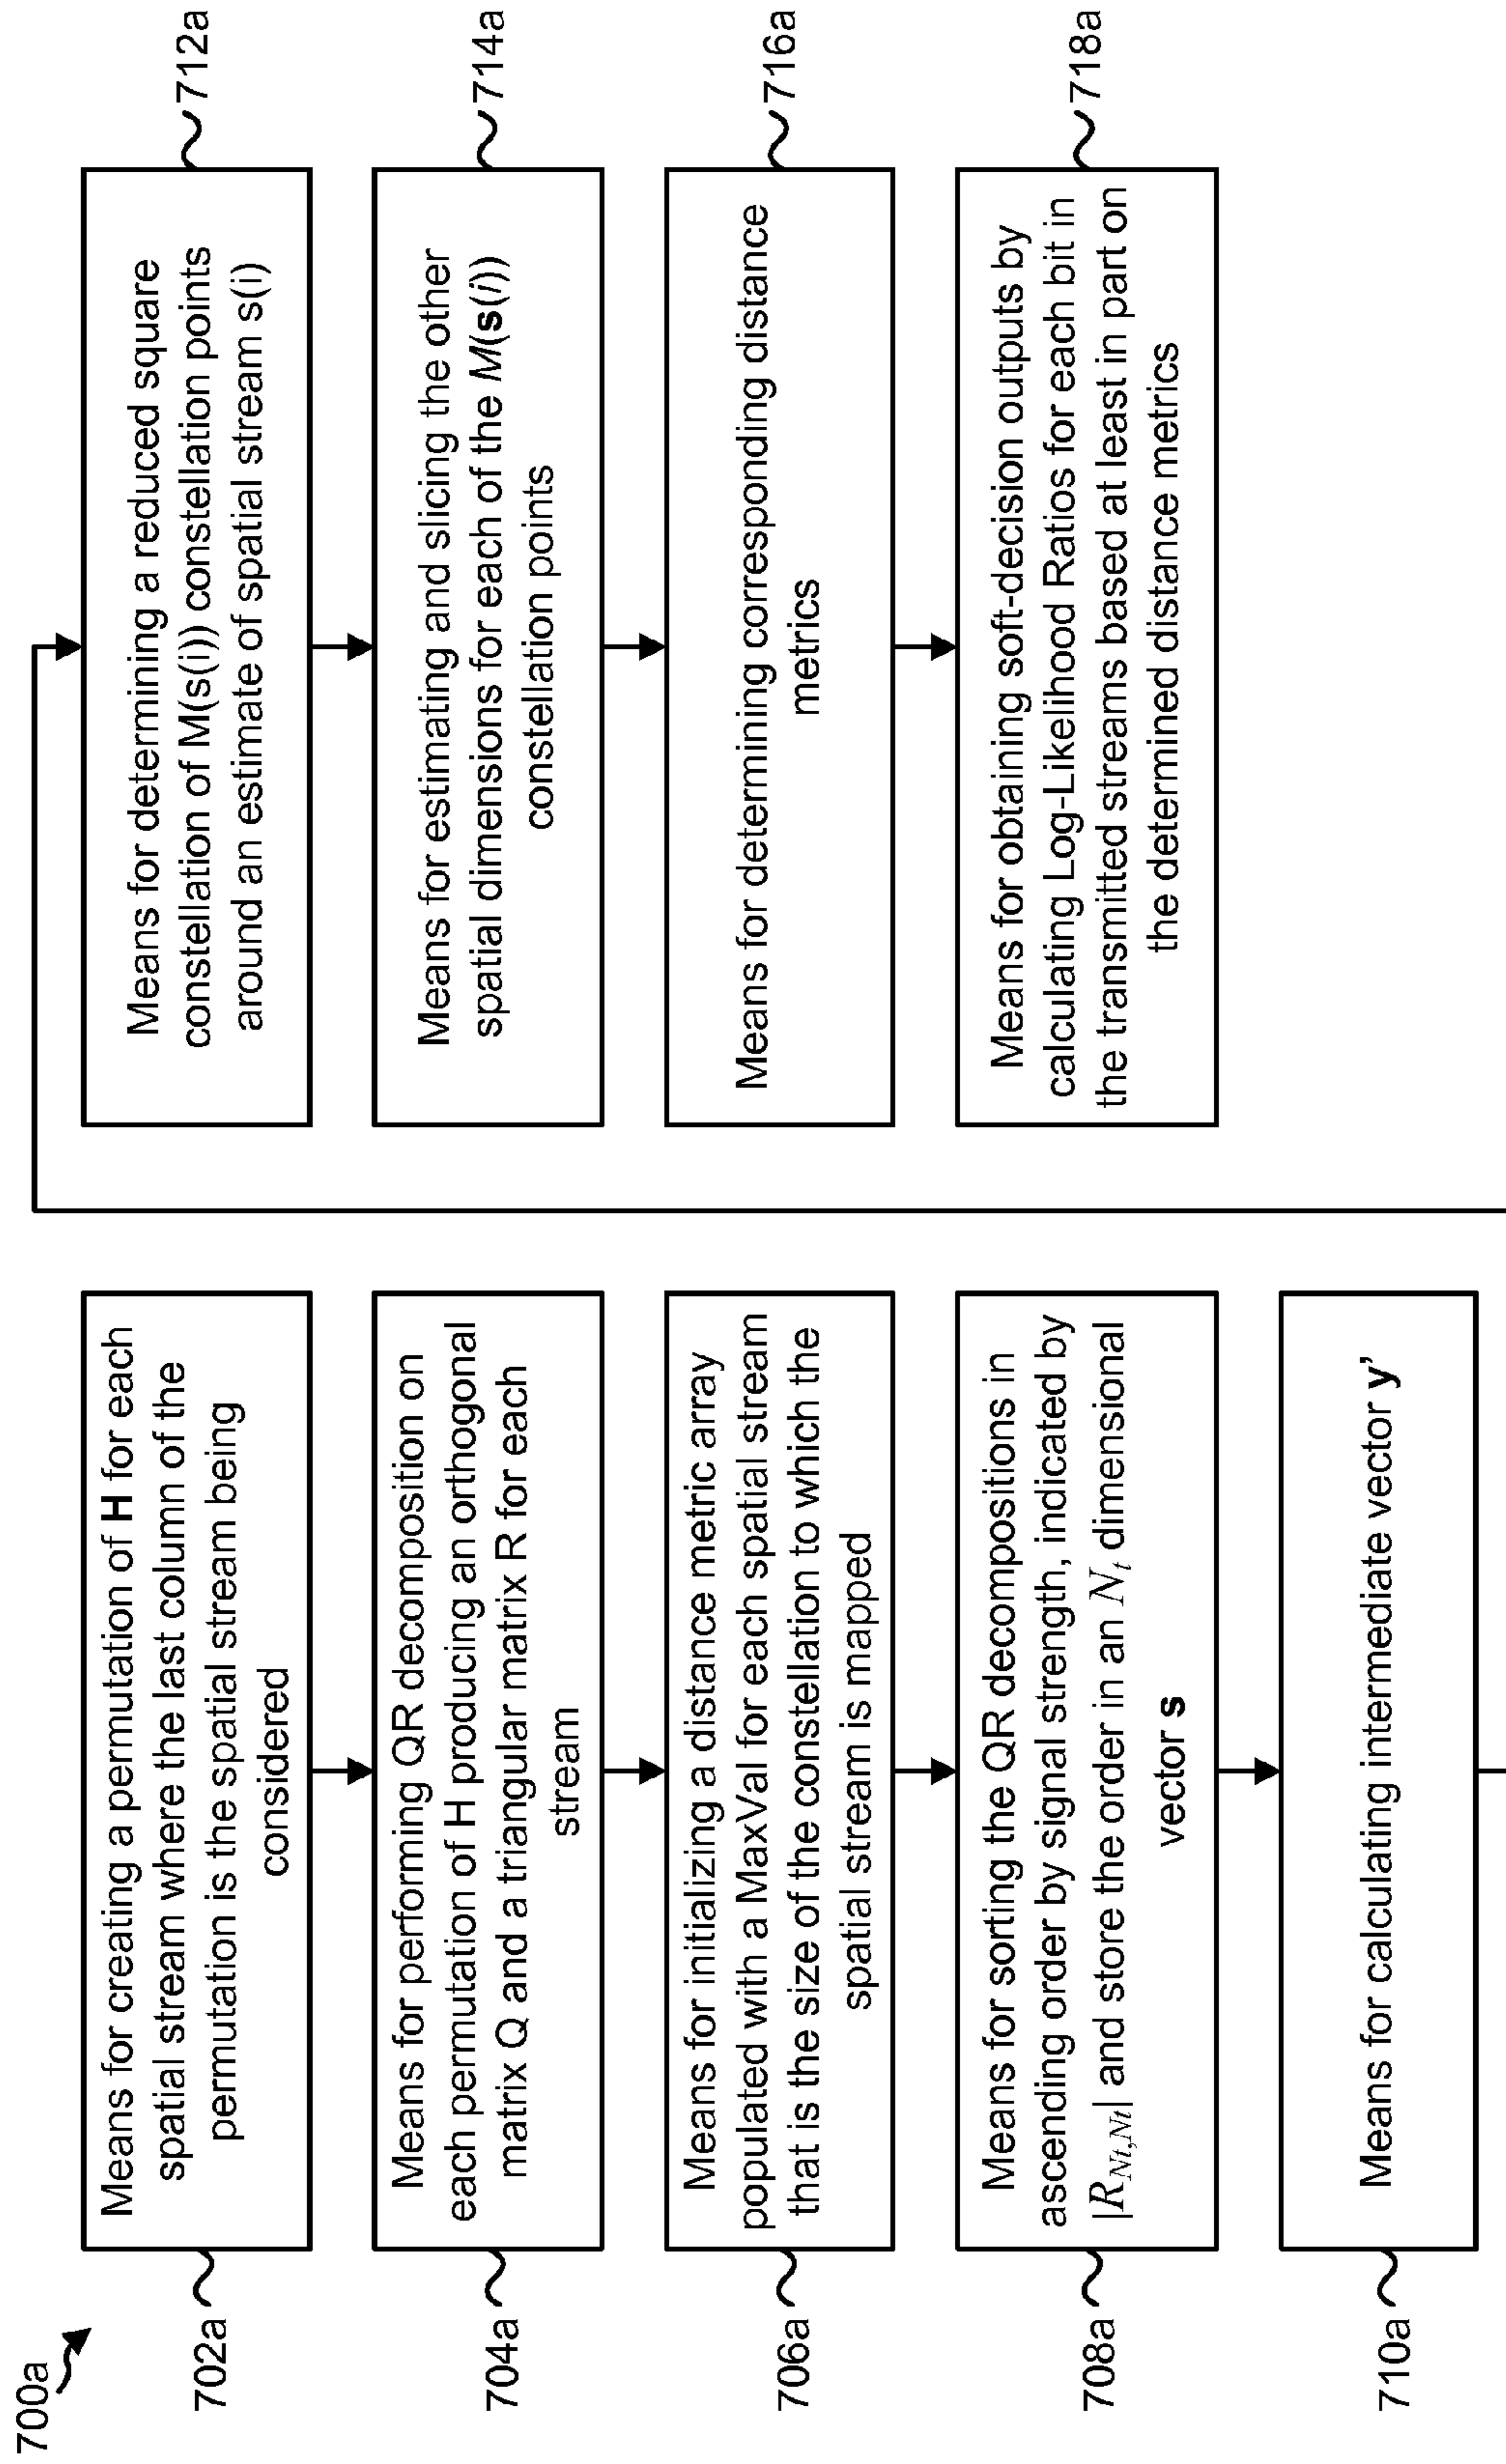 700a
702a
Means for creating a permutation of H for each
spatial stream where the last column of the
permutation is the spatial stream being
considered
704a
Means for performing QR decomposition on
each permutation of H producing an orthogonal
matrix Q and a triangular matrix R for each
stream
706a
Means for initializing a distance metric array
populated with a MaxVal for each spatial stream
that is the size of the constellation to which the
spatial stream is mapped
708a
Means for sorting the QR decompositions in
ascending order by signal strength, indicated by
|R_{Nt,Nt}| and store the order in an N_t dimensional
vector s
710a
Means for calculating intermediate vector y'
712a
Means for determining a reduced square
constellation of M(s(i)) constellation points
around an estimate of spatial stream s(i)
714a
Means for estimating and slicing the other
spatial dimensions for each of the M(s(i))
constellation points
716a
Means for determining corresponding distance
metrics
718a
Means for obtaining soft-decision outputs by
calculating Log-Likelihood Ratios for each bit in
the transmitted streams based at least in part on
the determined distance metrics